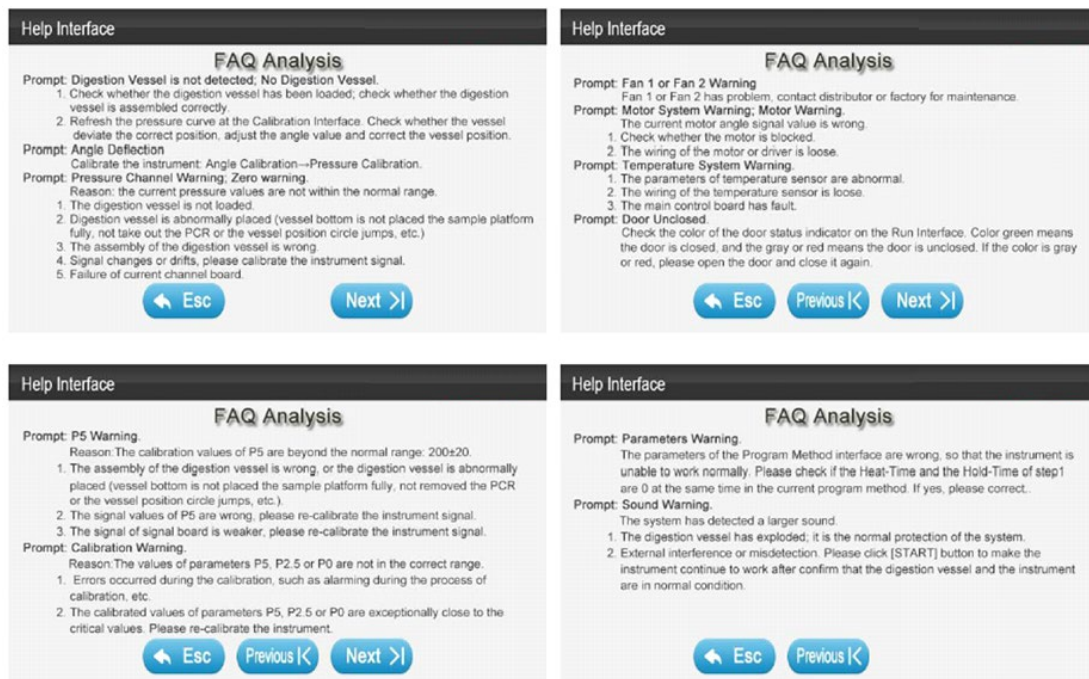 Help Interface
FAQ Analysis
Prompt: Digestion Vessel is not detected; No Digestion Vessel.
1. Check whether the digestion vessel has been loaded; check whether the digestion
vessel is assembled correctly.
2. Refresh the pressure curve at the Calibration Interface. Check whether the vessel
deviate the correct position, adjust the angle value and correct the vessel position.
Prompt: Angle Deflection
Calibrate the instrument: Angle Calibration→Pressure Calibration.
Prompt: Pressure Channel Warning; Zero warning.
Reason: the current pressure values are not within the normal range.
1. The digestion vessel is not loaded.
2. Digestion vessel is abnormally placed (vessel bottom is not placed the sample platform
fully, not take out the PCR or the vessel position circle jumps, etc.)
3. The assembly of the digestion vessel is wrong.
4. Signal changes or drifts, please calibrate the instrument signal.
5. Failure of current channel board.
Esc
Next
Help Interface
FAQ Analysis
Prompt: Fan 1 or Fan 2 Warning
Fan 1 or Fan 2 has problem, contact distributor or factory for maintenance.
Prompt: Motor System Warning; Motor Warning.
The current motor angle signal value is wrong.
1. Check whether the motor is blocked.
2. The wiring of the motor or driver is loose.
Prompt: Temperature System Warning.
1. The parameters of temperature sensor are abnormal.
2. The wiring of the temperature sensor is loose.
3. The main control board has fault.
Prompt: Door Unclosed.
Check the color of the door status indicator on the Run Interface. Color green means
the door is closed, and the gray or red means the door is unclosed. If the color is gray
or red, please open the door and close it again.
Esc
Previous
Next
Help Interface
FAQ Analysis
Prompt: P5 Warning.
Reason:The calibration values of P5 are beyond the normal range: 200±20.
1. The assembly of the digestion vessel is wrong, or the digestion vessel is abnormally
placed (vessel bottom is not placed the sample platform fully, not removed the PCR
or the vessel position circle jumps, etc.).
2. The signal values of P5 are wrong, please re-calibrate the instrument signal.
3. The signal of signal board is weaker, please re-calibrate the instrument signal.
Prompt: Calibration Warning.
Reason:The values of parameters P5, P2.5 or P0 are not in the correct range.
1. Errors occurred during the calibration, such as alarming during the process of
calibration, etc.
2. The calibrated values of parameters P5, P2.5 or P0 are exceptionally close to the
critical values. Please re-calibrate the instrument.
Esc
Previous
Next
Help Interface
FAQ Analysis
Prompt: Parameters Warning.
The parameters of the Program Method interface are wrong, so that the instrument is
unable to work normally. Please check if the Heat-Time and the Hold-Time of step1
are 0 at the same time in the current program method. If yes, please correct..
Prompt: Sound Warning.
The system has detected a larger sound.
1. The digestion vessel has exploded; it is the normal protection of the system.
2. External interference or misdetection. Please click [START] button to make the
instrument continue to work after confirm that the digestion vessel and the instrument
are in normal condition.
Esc
Previous